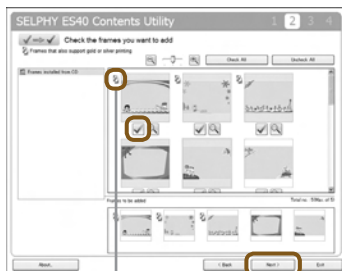 SELPHY ES40 Contents Utility
1 2 3 4
Check the frames you want to add
Frames that also support gold or silver printing
Check All
Uncheck All
Frames installed from CD
Frames to be added
About...
< Back
Next >
Exit